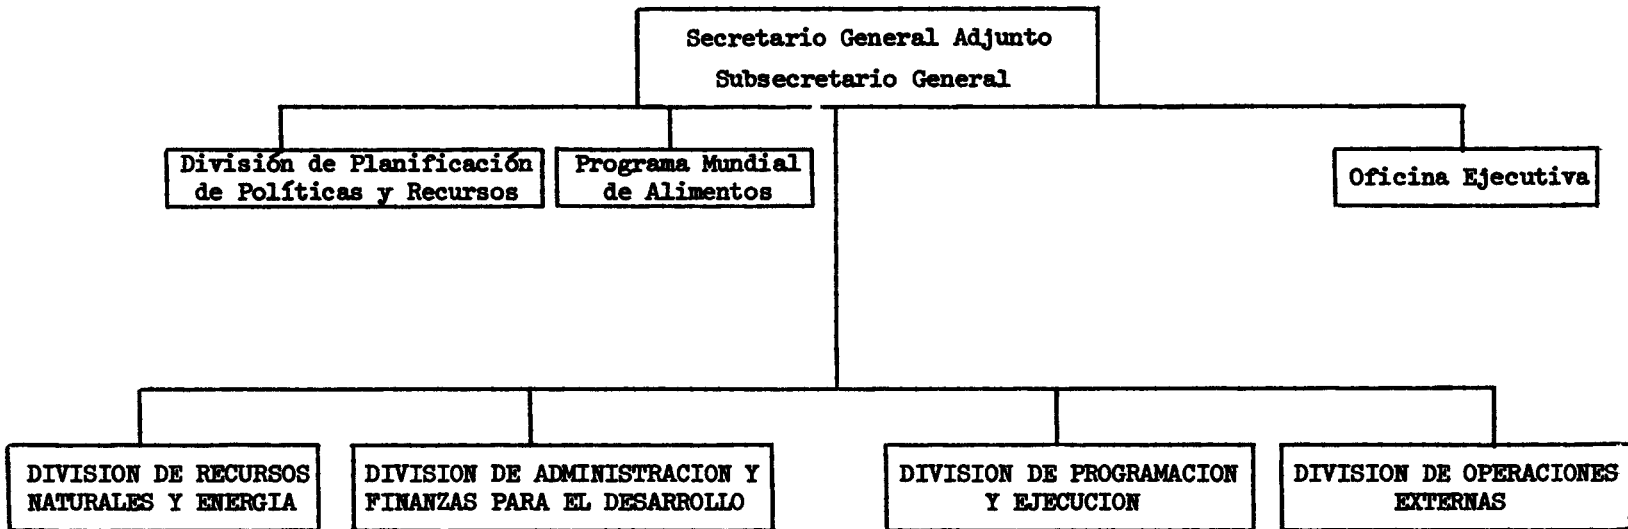 Secretario General Adjunto
Subsecretario General
División de Planificación
de Políticas y Recursos
Programa Mundial
de Alimentos
Oficina Ejecutiva
DIVISION DE RECURSOS
NATURALES Y ENERGIA
DIVISION DE ADMINISTRACION Y
FINANZAS PARA EL DESARROLLO
DIVISION DE PROGRAMACION
Y EJECUCION
DIVISION DE OPERACIONES
EXTERNAS